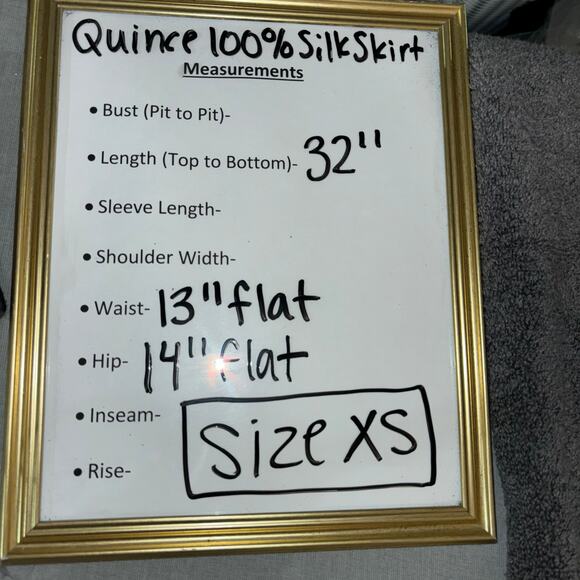 Quince 100% Silk Skirt
Measurements
• Bust (Pit to Pit)-
• Length (Top to Bottom)- 32"
• Sleeve Length-
• Shoulder Width-
• Waist- 13" flat
• Hip- 14" flat
• Inseam-
Size XS
• Rise-